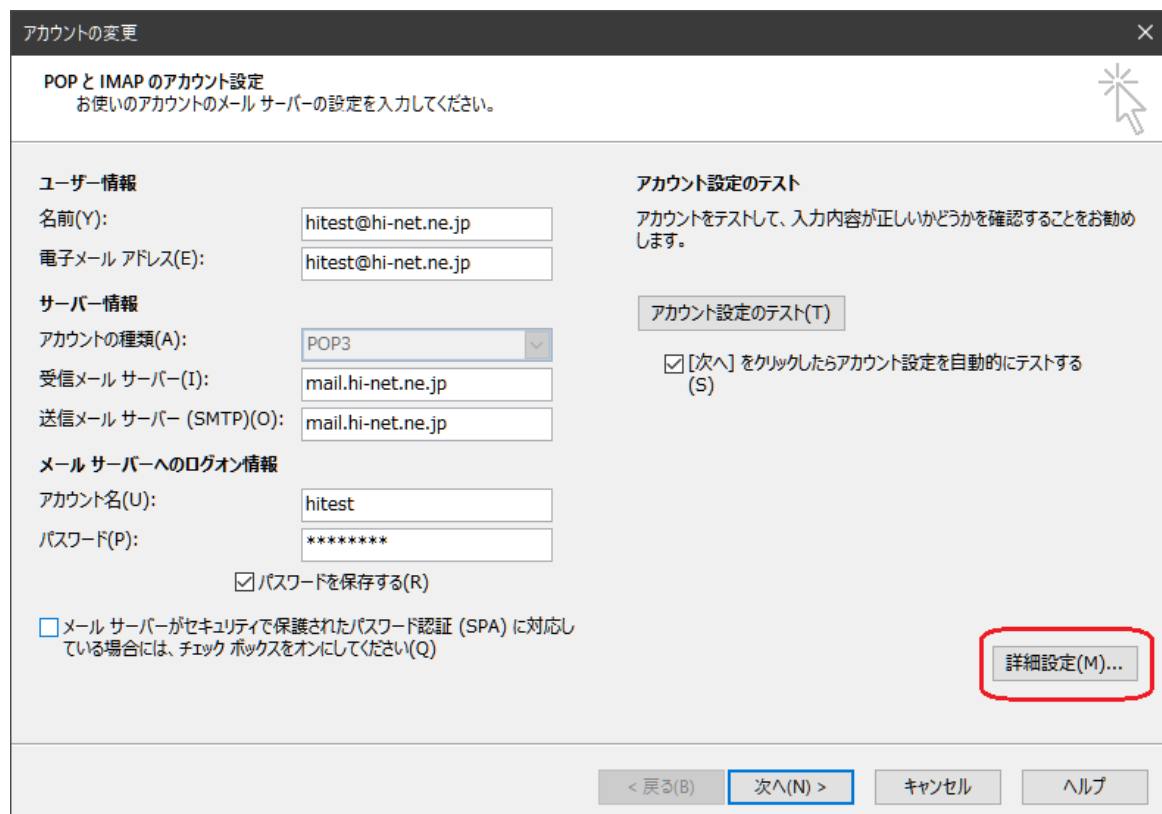 アカウントの変更
POP と IMAP のアカウント設定
お使いのアカウントのメール サーバーの設定を入力してください。
ユーザー情報
名前(Y):
hitest@hi-net.ne.jp
電子メール アドレス(E):
hitest@hi-net.ne.jp
サーバー情報
アカウントの種類(A):
POP3
受信メール サーバー(I):
mail.hi-net.ne.jp
送信メール サーバー (SMTP)(O):
mail.hi-net.ne.jp
メール サーバーへのログオン情報
アカウント名(U):
hitest
パスワード(P):
********
パスワードを保存する(R)
メール サーバーがセキュリティで保護されたパスワード認証 (SPA) に対応し
ている場合には、チェック ボックスをオンにしてください(Q)
アカウント設定のテスト
アカウントをテストして、入力内容が正しいかどうかを確認することをお勧め
します。
アカウント設定のテスト(T)
[次へ] をクリックしたらアカウント設定を自動的にテストする
(S)
詳細設定(M)...
< 戻る(B)
次へ(N) >
キャンセル
ヘルプ